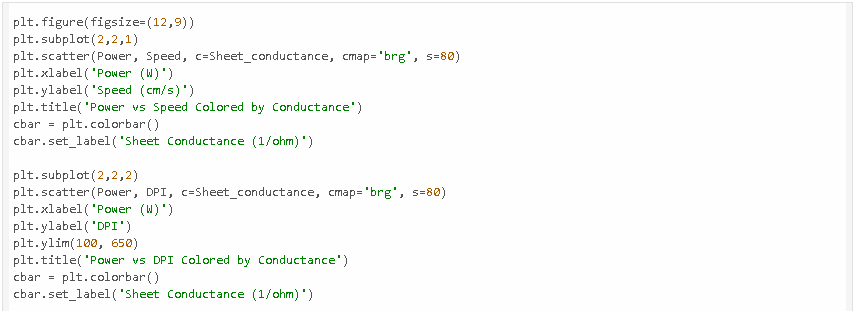 plt.figure(figsize=(12,9))
plt.subplot(2,2,1)
plt.scatter(Power, Speed, c=Sheet_conductance, cmap='brg', s=80)
plt.xlabel('Power (W)')
plt.ylabel('Speed (cm/s)')
plt.title('Power vs Speed Colored by Conductance')
cbar = plt.colorbar()
cbar.set_label('Sheet Conductance (1/ohm)')

plt.subplot(2,2,2)
plt.scatter(Power, DPI, c=Sheet_conductance, cmap='brg', s=80)
plt.xlabel('Power (W)')
plt.ylabel('DPI')
plt.ylim(100, 650)
plt.title('Power vs DPI Colored by Conductance')
cbar = plt.colorbar()
cbar.set_label('Sheet Conductance (1/ohm)')